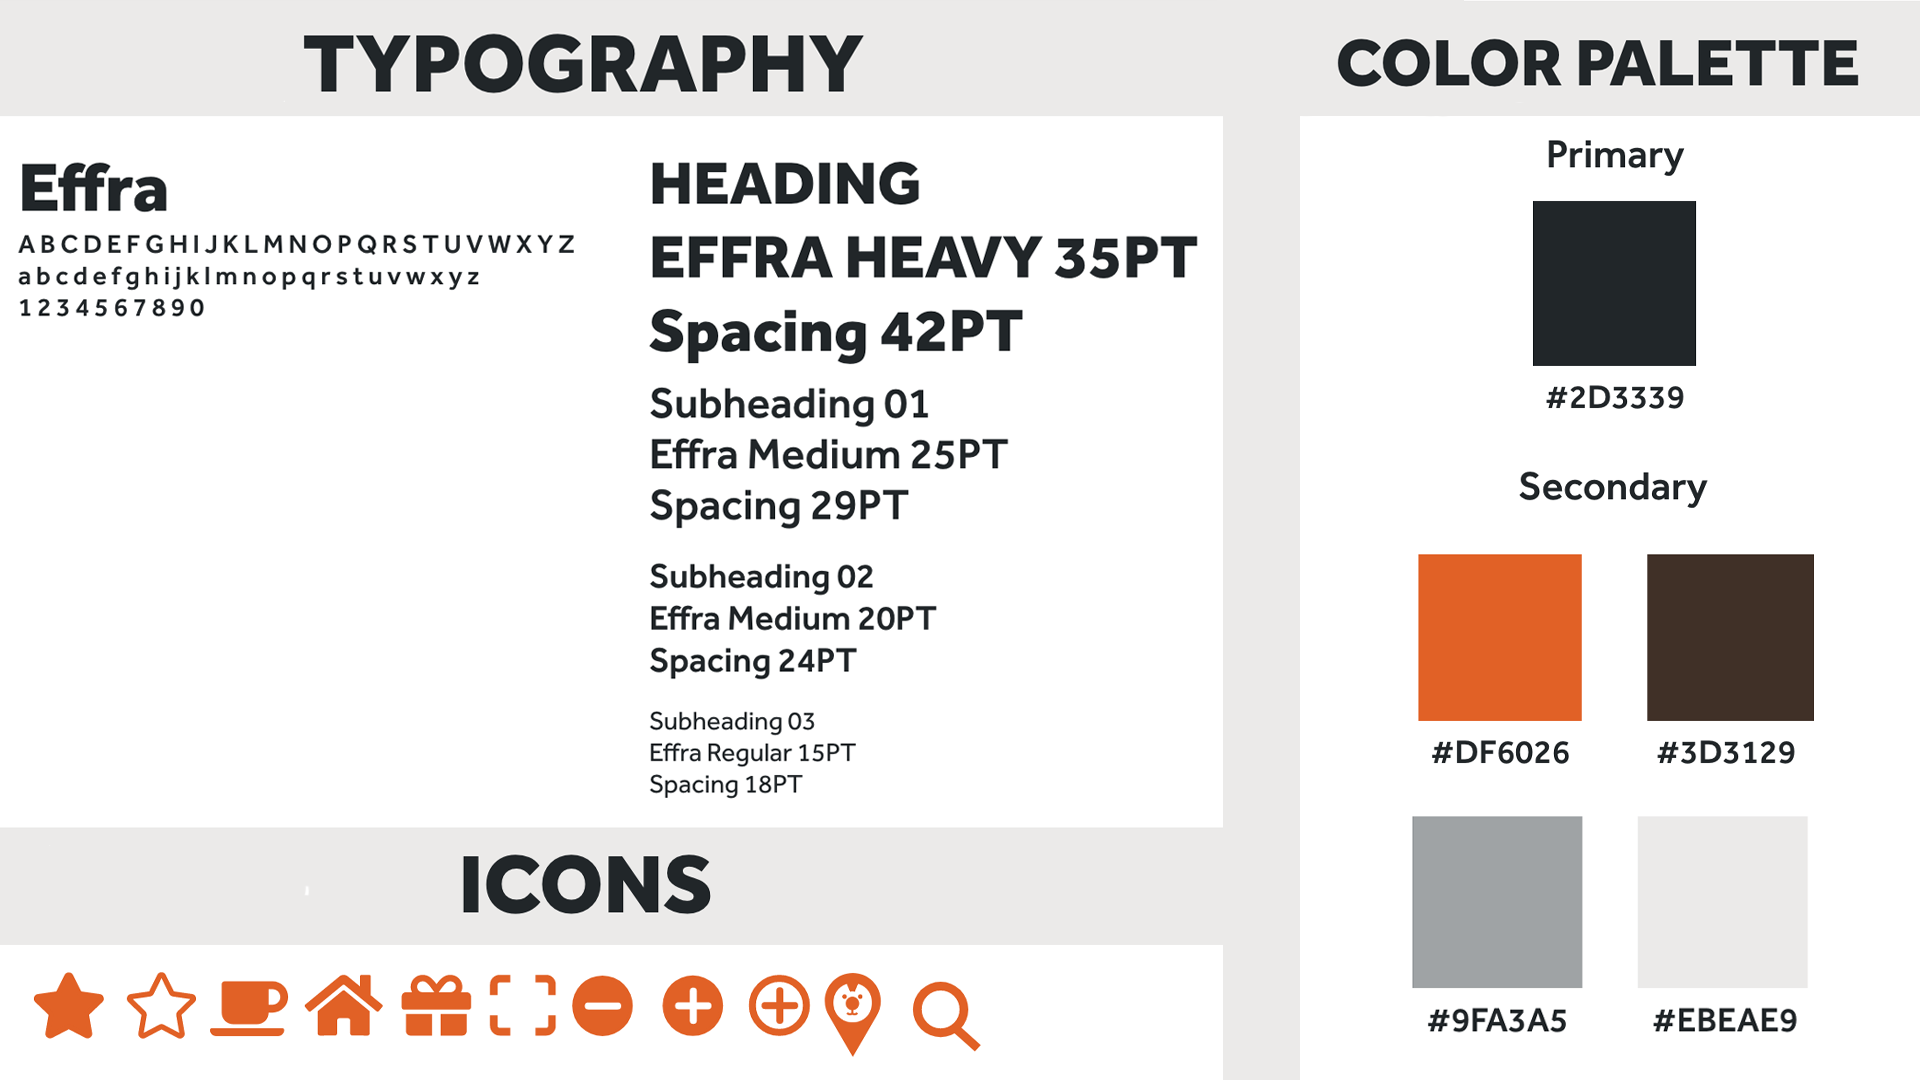 TYPOGRAPHY
Effra
ABCDEFGHIJKLMNOPQRSTUVWXYZ
abcdefghijklmnopqrstuvwxyz
1234567890
HEADING
EFFRA HEAVY 35PT
Spacing 42PT
Subheading 01
Effra Medium 25PT
Spacing 29PT
Subheading 02
Effra Medium 20PT
Spacing 24PT
Subheading 03
Effra Regular 15PT
Spacing 18PT
ICONS
COLOR PALETTE
Primary
#2D3339
Secondary
#DF6026
#3D3129
#9FA3A5
#EBEAE9